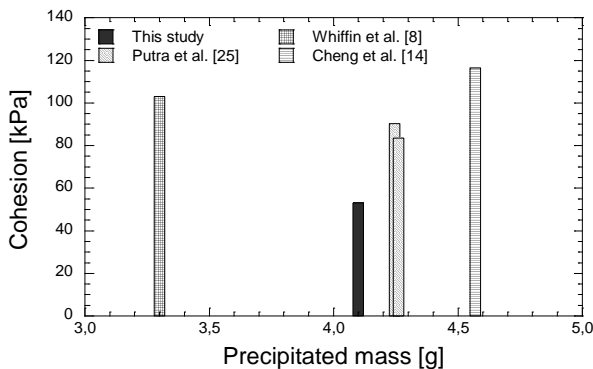 140
120
100
80
60
40
20
0
Cohesion [kPa]
This study
Whiffin et al. [8]
Putra et al. [25]
Cheng et al. [14]
3,0
3,5
4,0
4,5
5,0
Precipitated mass [g]